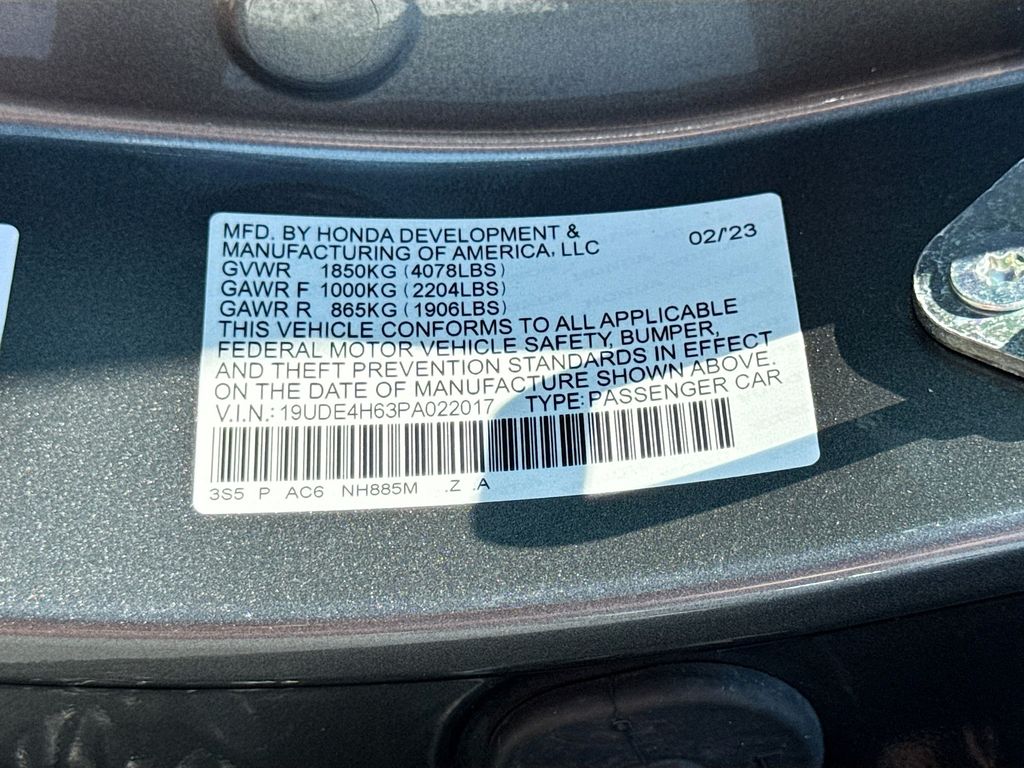 MFD. BY HONDA DEVELOPMENT &
MANUFACTURING OF AMERICA, LLC 02/'23
GVWR 1850KG (4078LBS)
GAWR F 1000KG (2204LBS)
GAWR R 865KG (1906LBS)
THIS VEHICLE CONFORMS TO ALL APPLICABLE
FEDERAL MOTOR VEHICLE SAFETY, BUMPER,
AND THEFT PREVENTION STANDARDS IN EFFECT
ON THE DATE OF MANUFACTURE SHOWN ABOVE.
V.I.N.: 19UDE4H63PA022017 TYPE: PASSENGER CAR
3S5 P AC6 NH885M .Z .A